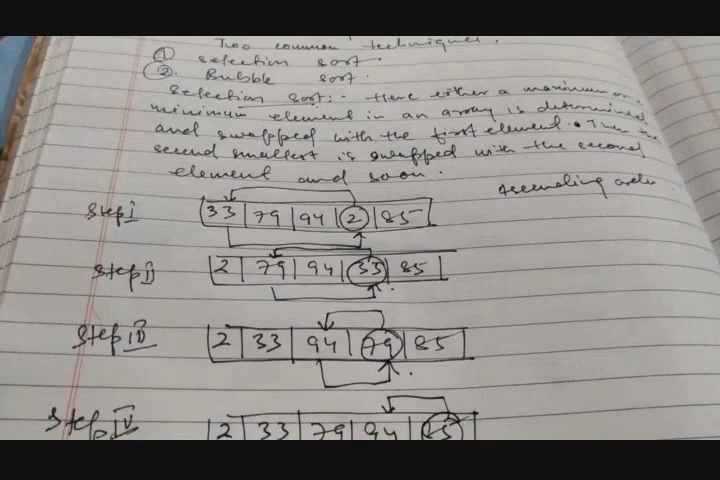 Two common techniques.
① Selection sort.
②. Bubble sort.
Selection sort:- Here either a maximum or
minimum element in an array is determined
and swapped with the first element. Then the
second smallest is swapped with the second
element and so on.
Ascending order.
Step I 33 79 94 2 85
Step II 2 79 94 33 85
Step III 2 33 94 79 85
Step IV 2 33 79 94 85